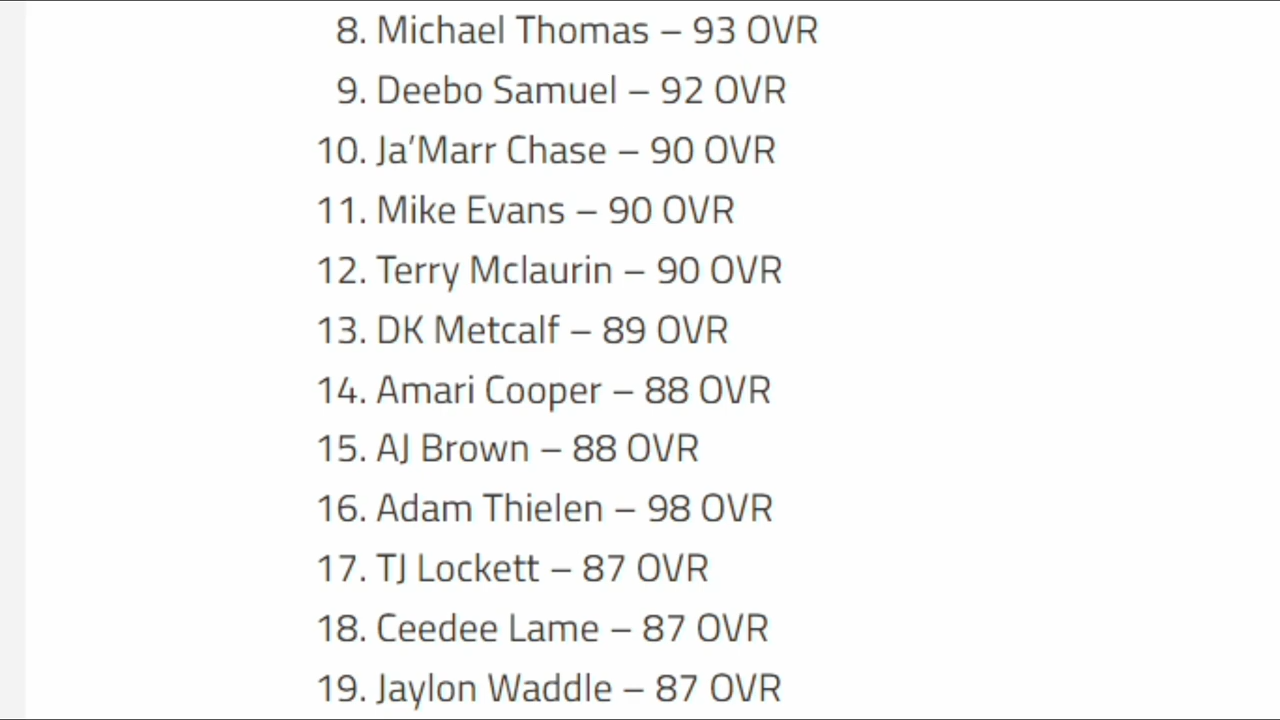 8. Michael Thomas – 93 OVR
9. Deebo Samuel – 92 OVR
10. Ja’Marr Chase – 90 OVR
11. Mike Evans – 90 OVR
12. Terry Mclaurin – 90 OVR
13. DK Metcalf – 89 OVR
14. Amari Cooper – 88 OVR
15. AJ Brown – 88 OVR
16. Adam Thielen – 98 OVR
17. TJ Lockett – 87 OVR
18. Ceedee Lame – 87 OVR
19. Jaylon Waddle – 87 OVR